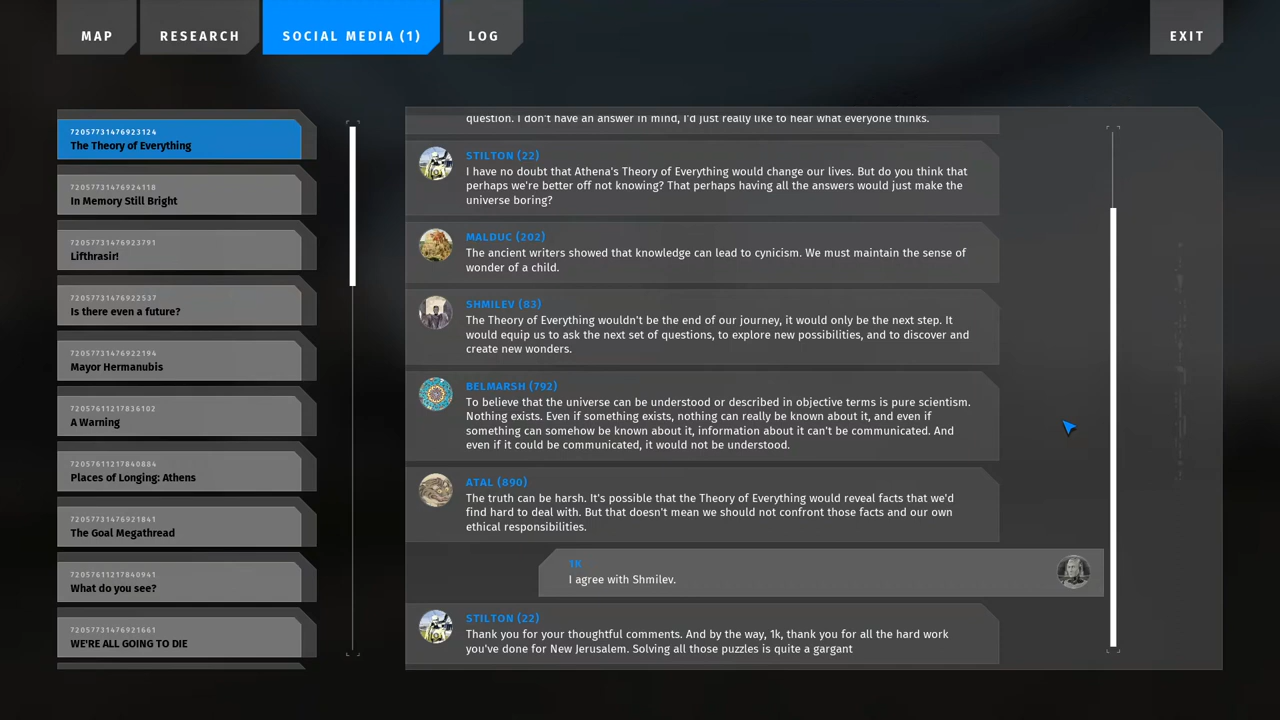 MAP
RESEARCH
SOCIAL MEDIA (1)
LOG
EXIT
72057731476923124
The Theory of Everything
72057731476924118
In Memory Still Bright
72057731476923791
Lifthrasir!
72057731476922537
Is there even a future?
72057731476922194
Mayor Hermanubis
72057611217836102
A Warning
72057611217840884
Places of Longing: Athens
72057731476921841
The Goal Megathread
72057611217840941
What do you see?
72057731476921661
WE'RE ALL GOING TO DIE
question. I don't have an answer in mind, I'd just really like to hear what everyone thinks.
STILTON (22)
I have no doubt that Athena's Theory of Everything would change our lives. But do you think that
perhaps we're better off not knowing? That perhaps having all the answers would just make the
universe boring?
MALDUC (202)
The ancient writers showed that knowledge can lead to cynicism. We must maintain the sense of
wonder of a child.
SHMILEV (83)
The Theory of Everything wouldn't be the end of our journey, it would only be the next step. It
would equip us to ask the next set of questions, to explore new possibilities, and to discover and
create new wonders.
BELMARSH (792)
To believe that the universe can be understood or described in objective terms is pure scientism.
Nothing exists. Even if something exists, nothing can really be known about it, and even if
something can somehow be known about it, information about it can't be communicated. And
even if it could be communicated, it would not be understood.
ATAL (890)
The truth can be harsh. It's possible that the Theory of Everything would reveal facts that we'd
find hard to deal with. But that doesn't mean we should not confront those facts and our own
ethical responsibilities.
1K
I agree with Shmilev.
STILTON (22)
Thank you for your thoughtful comments. And by the way, 1k, thank you for all the hard work
you've done for New Jerusalem. Solving all those puzzles is quite a gargant